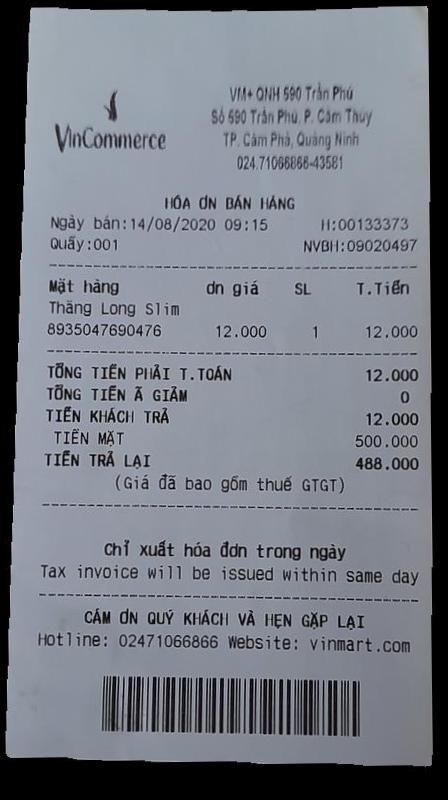 VinCommerce
VM+ QNH 590 Trần Phú
Số 590 Trần Phú, P. Cẩm Thủy
TP. Cẩm Phả, Quảng Ninh
024.71066866-43581
HÓA ƠN BÁN HÀNG
Ngày bán:14/08/2020 09:15 H:00133373
Quầy:001 NVBH:09020497
Mặt hàng ơn giá SL T.Tiền
Thăng Long Slim
8935047690476 12.000 1 12.000
TỔNG TIỀN PHẢI T.TOÁN 12.000
TỔNG TIỀN Ã GIẢM 0
TIỀN KHÁCH TRẢ 12.000
TIỀN MẶT 500.000
TIỀN TRẢ LẠI 488.000
(Giá đã bao gồm thuế GTGT)
Chỉ xuất hóa đơn trong ngày
Tax invoice will be issued within same day
CẢM ƠN QUÝ KHÁCH VÀ HẸN GẶP LẠI
Hotline: 02471066866 Website: vinmart.com